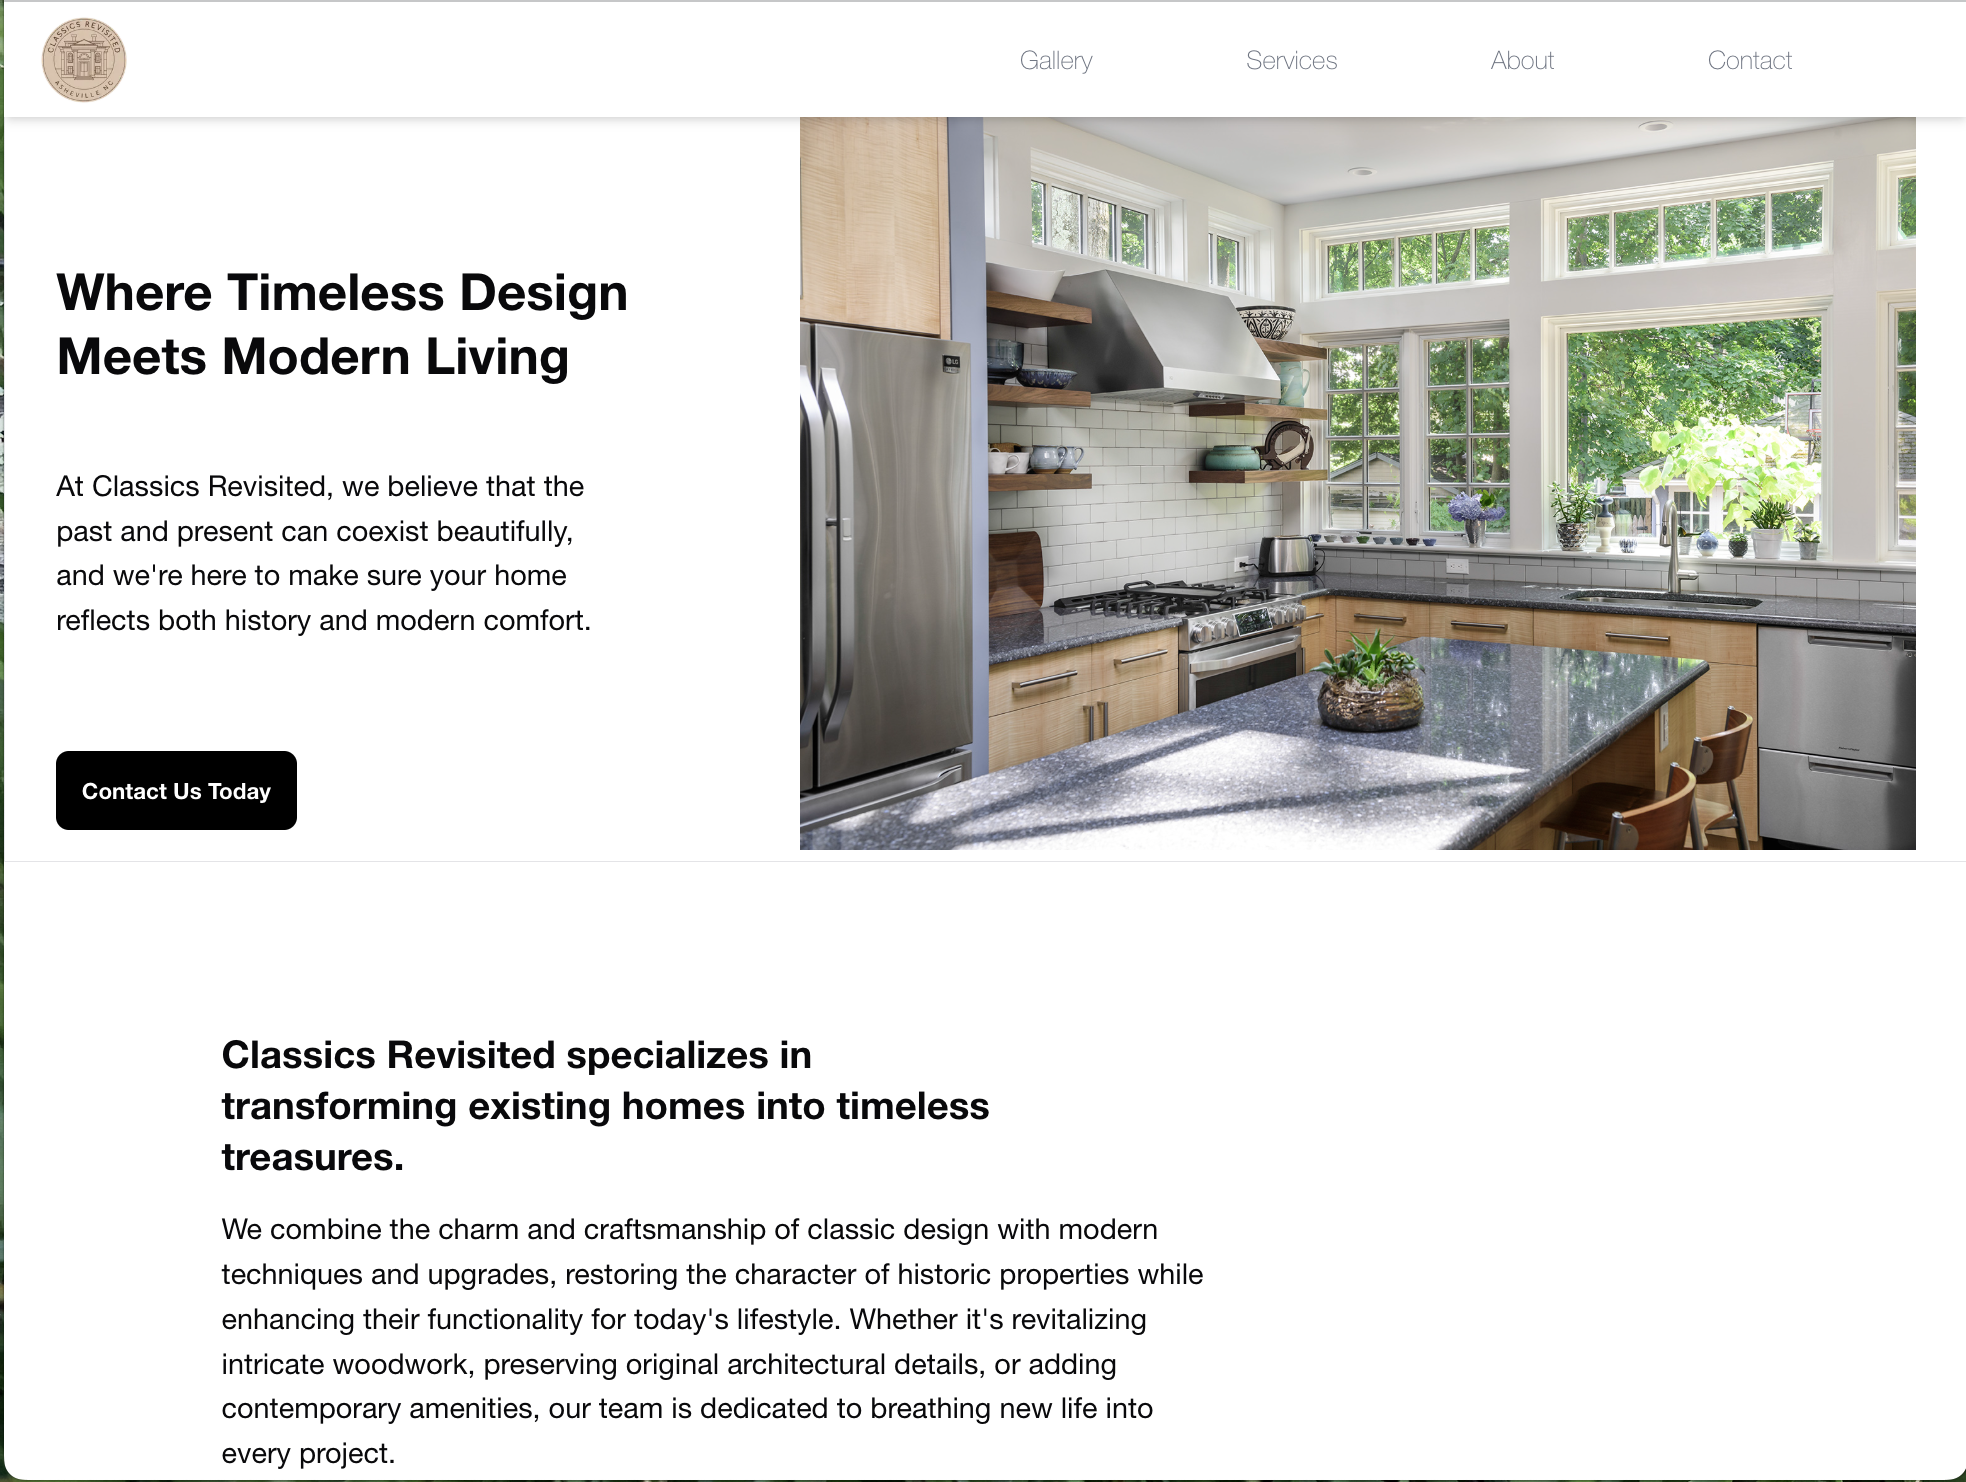 CLASSICS REVISITED
ASHEVILLE NC
Gallery
Services
About
Contact
Where Timeless Design
Meets Modern Living
At Classics Revisited, we believe that the
past and present can coexist beautifully,
and we're here to make sure your home
reflects both history and modern comfort.
Contact Us Today
LG
Classics Revisited specializes in
transforming existing homes into timeless
treasures.
We combine the charm and craftsmanship of classic design with modern
techniques and upgrades, restoring the character of historic properties while
enhancing their functionality for today's lifestyle. Whether it's revitalizing
intricate woodwork, preserving original architectural details, or adding
contemporary amenities, our team is dedicated to breathing new life into
every project.